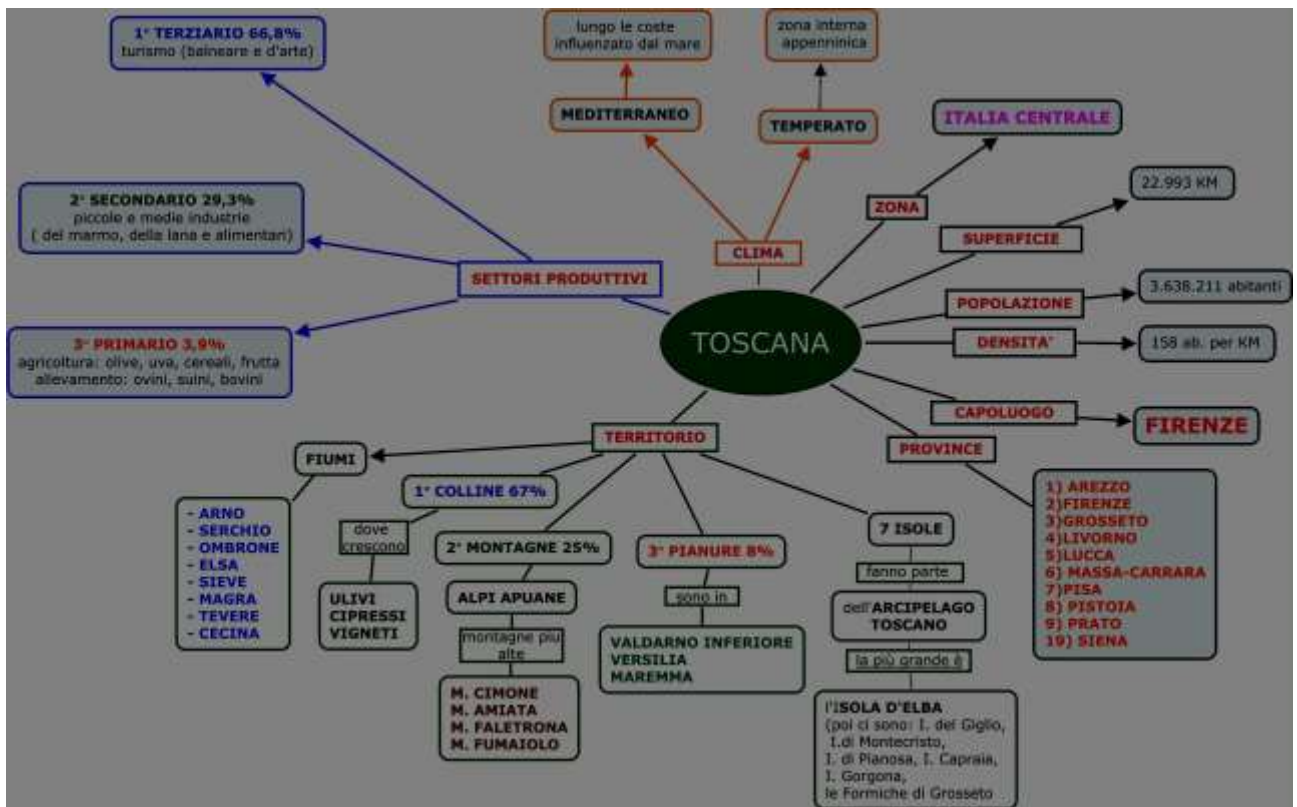 1° TERZIARIO 66,8%
turismo (balneare e d'arte)
lungo le coste
influenzato dal mare
zona interna
appenninica
MEDITERRANEO
TEMPERATO
ITALIA CENTRALE
2° SECONDARIO 29,3%
piccole e medie industrie
( del marmo, della lana e alimentari)
22.993 KM
ZONA
SUPERFICIE
CLIMA
SETTORI PRODUTTIVI
3.638.211 abitanti
POPOLAZIONE
TOSCANA
DENSITA'
158 ab. per KM
3° PRIMARIO 3,9%
agricoltura: olive, uva, cereali, frutta
allevamento: ovini, suini, bovini
CAPOLUOGO
FIRENZE
TERRITORIO
PROVINCE
FIUMI
1° COLLINE 67%
- ARNO
- SERCHIO
- OMBRONE
- ELSA
- SIEVE
- MAGRA
- TEVERE
- CECINA
dove
crescono
ULIVI
CIPRESSI
VIGNETI
2° MONTAGNE 25%
ALPI APUANE
montagne più
alte
M. CIMONE
M. AMIATA
M. FALETRONA
M. FUMAIOLO
3° PIANURE 8%
sono in
VALDARNO INFERIORE
VERSILIA
MAREMMA
7 ISOLE
fanno parte
dell'ARCIPELAGO
TOSCANO
la più grande è
l'ISOLA D'ELBA
(poi ci sono: I. del Giglio,
I.di Montecristo,
I. di Pianosa, I. Capraia,
I. Gorgona,
le Formiche di Grosseto
1) AREZZO
2)FIRENZE
3)GROSSETO
4) LIVORNO
5) LUCCA
6) MASSA-CARRARA
7)PISA
8) PISTOIA
9) PRATO
19) SIENA